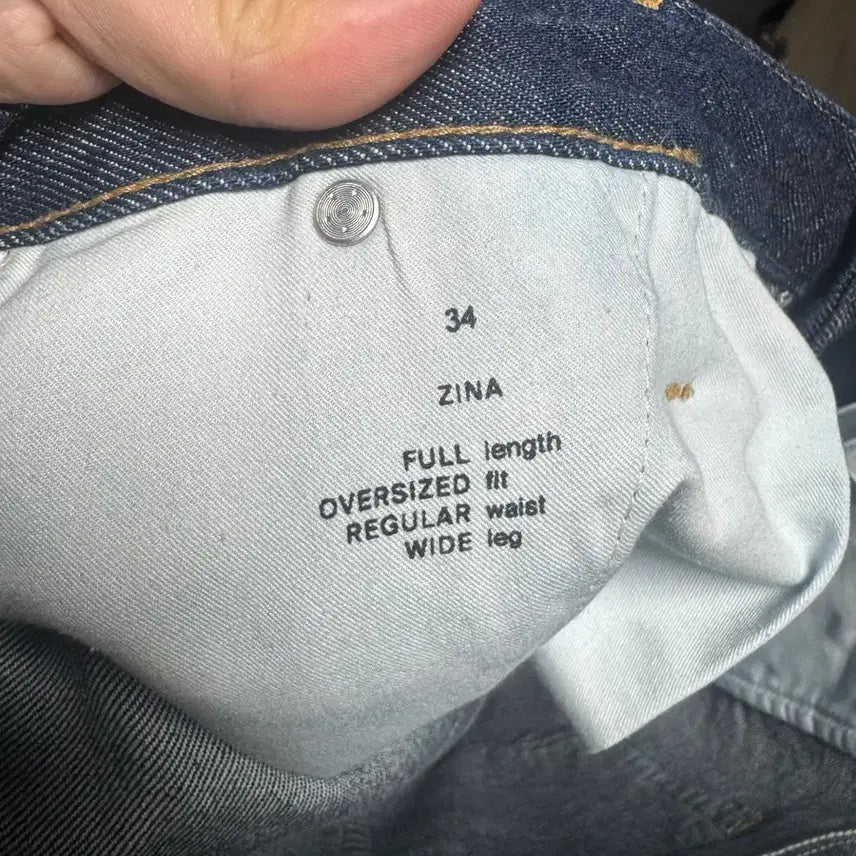 34
ZINA
FULL length
OVERSIZED fit
REGULAR waist
WIDE leg